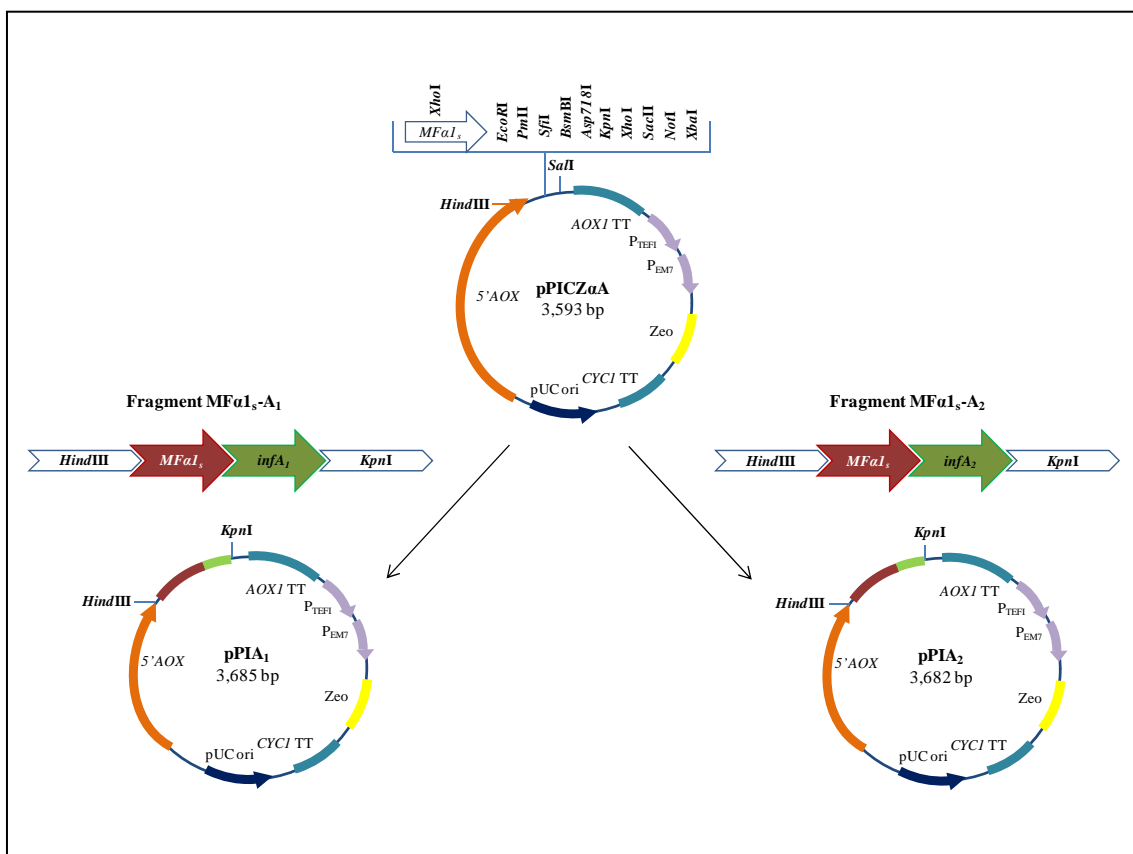 XhoI
MFα1s
EcoRI
PmlI
SfiI
BsmBI
Asp718I
KpnI
XhoI
SacII
NotI
XbaI
SalI
HindIII
AOX1 TT
PTEF1
PEM7
5'AOX
pPICZαA
3,593 bp
Zeo
CYC1 TT
pUC ori
Fragment MFα1s-A1
HindIII MFα1s infA1 KpnI
Fragment MFα1s-A2
HindIII MFα1s infA2 KpnI
KpnI
HindIII
AOX1 TT
PTEF1
PEM7
5'AOX
pPIA1
3,685 bp
Zeo
CYC1 TT
pUC ori
KpnI
HindIII
AOX1 TT
PTEF1
PEM7
5'AOX
pPIA2
3,682 bp
Zeo
CYC1 TT
pUC ori